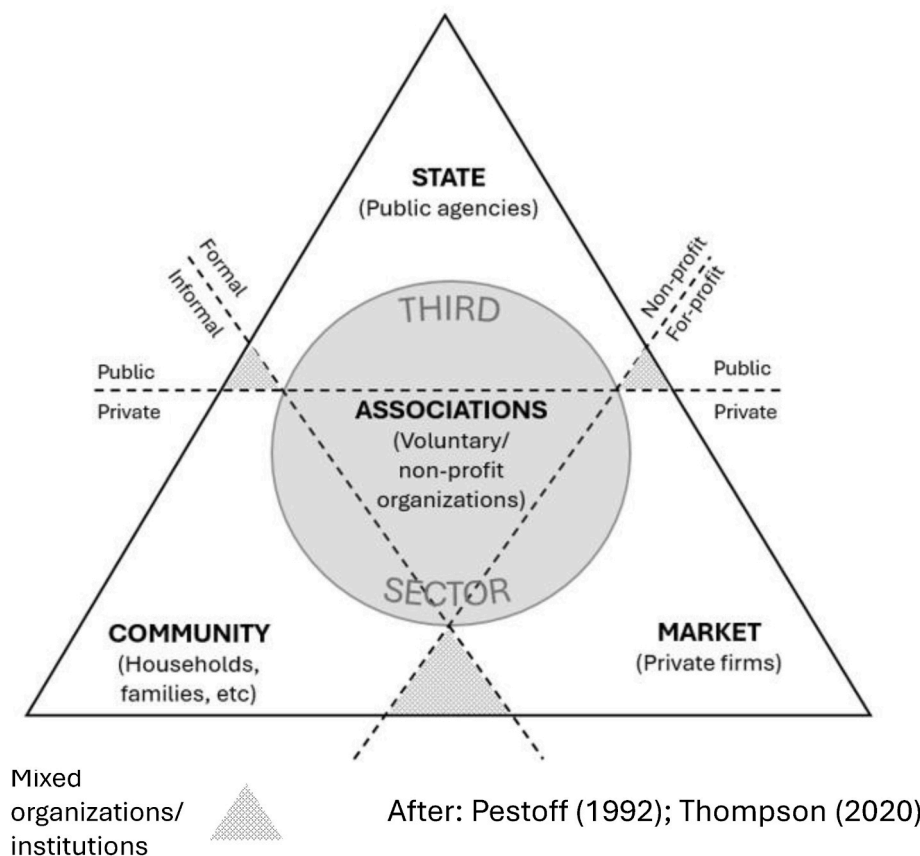 STATE
(Public agencies)
Formal
Informal
Non-profit
For-profit
THIRD
Public
Private
Public
Private
ASSOCIATIONS
(Voluntary/
non-profit
organizations)
SECTOR
COMMUNITY
(Households,
families, etc)
MARKET
(Private firms)
Mixed
organizations/
institutions
After: Pestoff (1992); Thompson (2020)